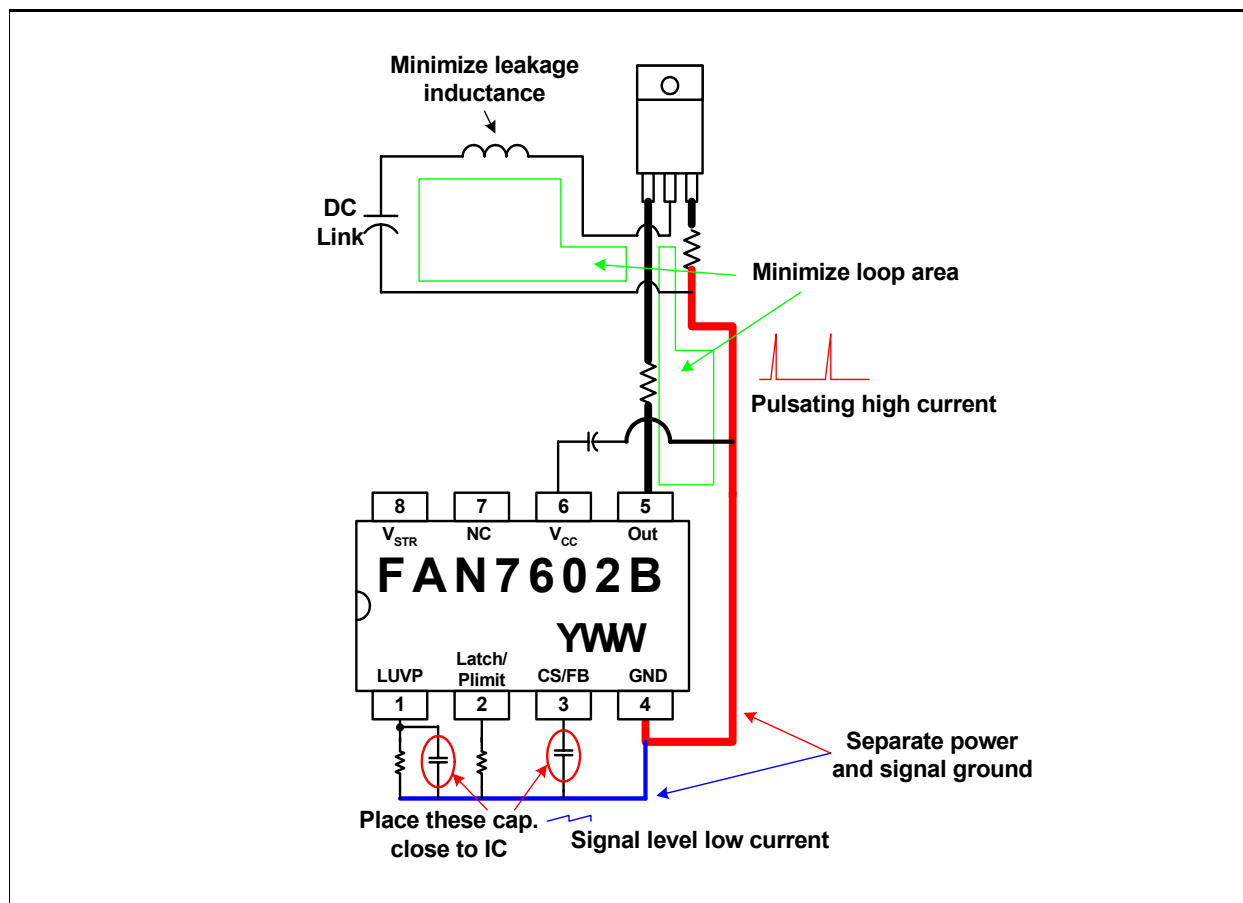 Minimize leakage
inductance
DC
Link
Minimize loop area
Pulsating high current
8
7
6
5
VSTR
NC
VCC
Out
FAN7602B
YWW
LUVP
Latch/
Plimit
CS/FB
GND
1
2
3
4
Separate power
and signal ground
Place these cap.
close to IC
Signal level low current